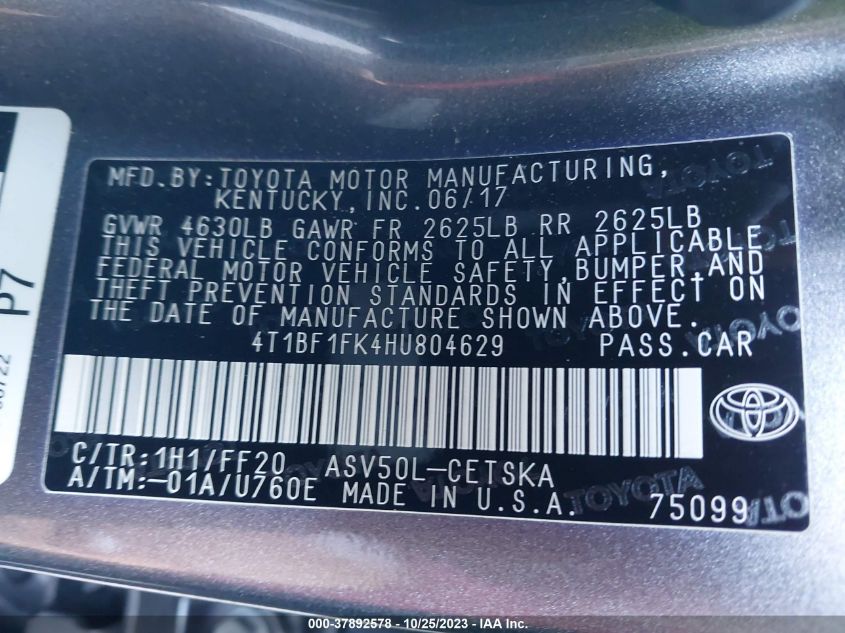 MFD.BY:TOYOTA MOTOR MANUFACTURING,
KENTUCKY,INC.06/17
GVWR 4630LB GAWR FR 2625LB RR 2625LB
THIS VEHICLE CONFORMS TO ALL APPLICABLE
FEDERAL MOTOR VEHICLE SAFETY,BUMPER,AND
THEFT PREVENTION STANDARDS IN EFFECT ON
THE DATE OF MANUFACTURE SHOWN ABOVE.
4T1BF1FK4HU804629 PASS.CAR
C/TR:1H1/FF20 ASV50L-CETSKA
A/TM:-01A/U760E MADE IN U.S.A. 75099
TOYOTA
P7
000-37892578 - 10/25/2023 - IAAI.COM